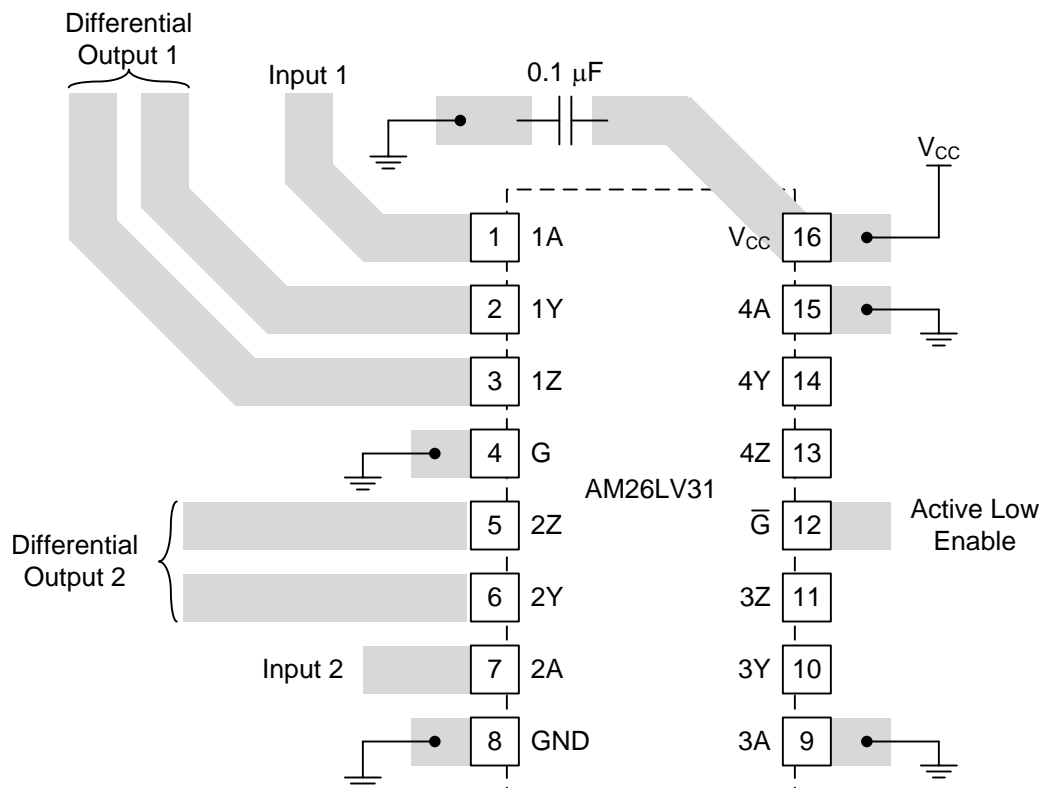 Differential
Output 1
Input 1
0.1 μF
VCC
1 1A
VCC 16
2 1Y
4A 15
3 1Z
4Y 14
4 G
4Z 13
AM26LV31
5 2Z
G̅ 12
Active Low
Enable
Differential
Output 2
6 2Y
3Z 11
Input 2
7 2A
3Y 10
8 GND
3A 9